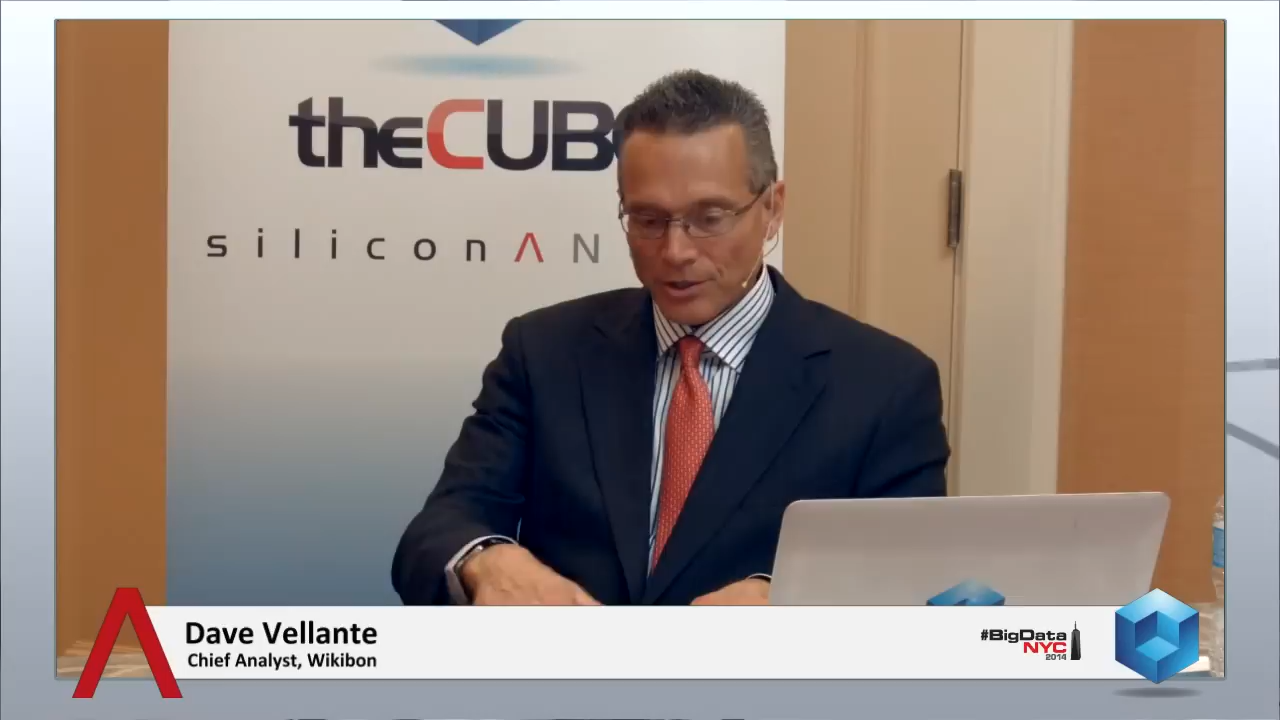 theCUB
siliconAN
Dave Vellante
Chief Analyst, Wikibon
#BigData
NYC
2014